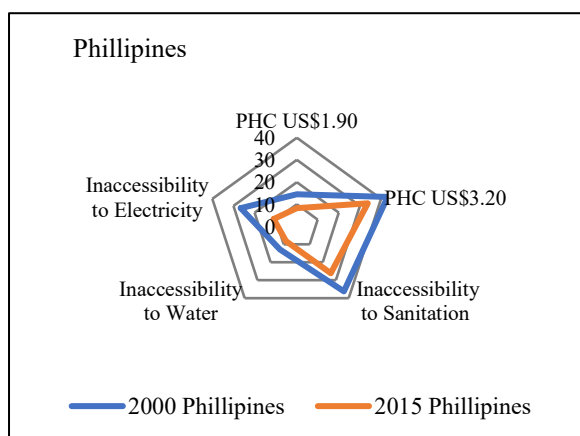 Phillipines
PHC US$1.90
40
30
20
10
0
PHC US$3.20
Inaccessibility
to Electricity
Inaccessibility
to Water
Inaccessibility
to Sanitation
2000 Phillipines
2015 Phillipines